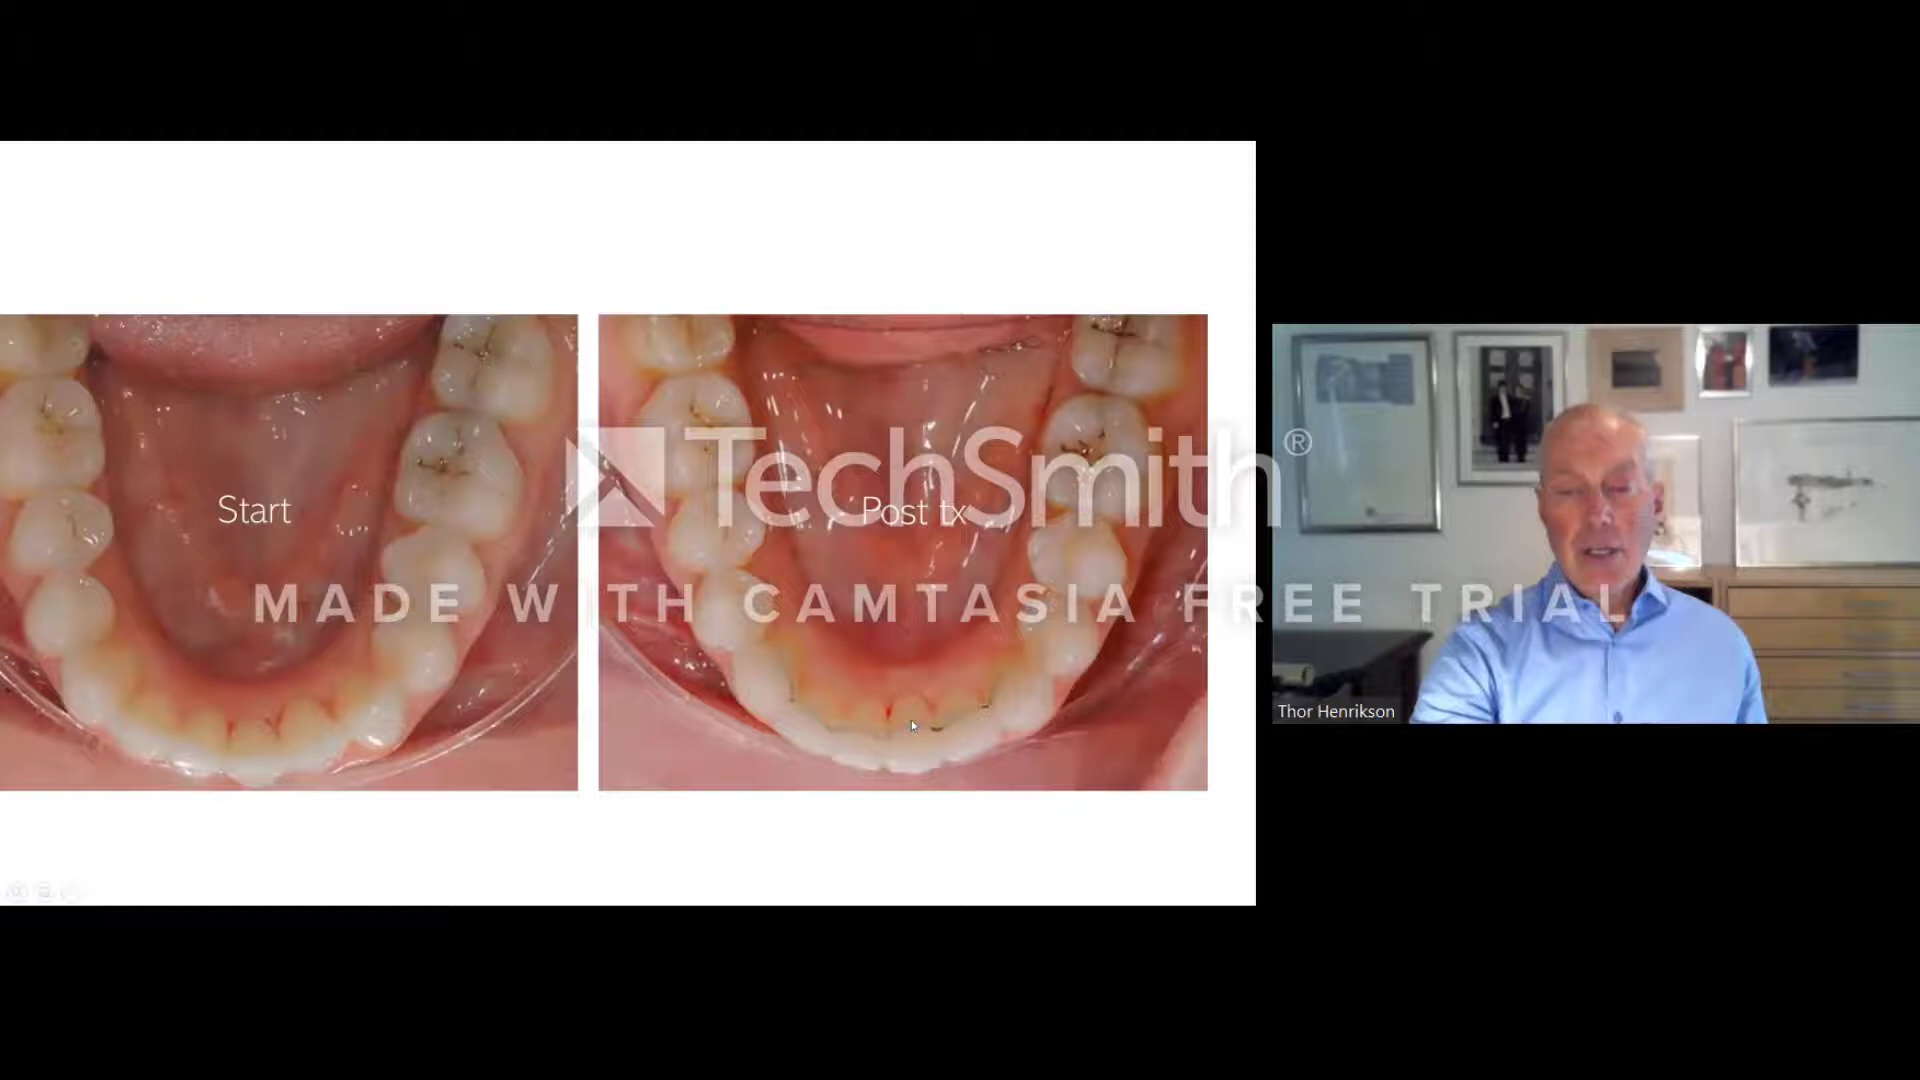 Start
Post tx
TechSmith®
MADE WITH CAMTASIA FREE TRIAL
Thor Henrikson